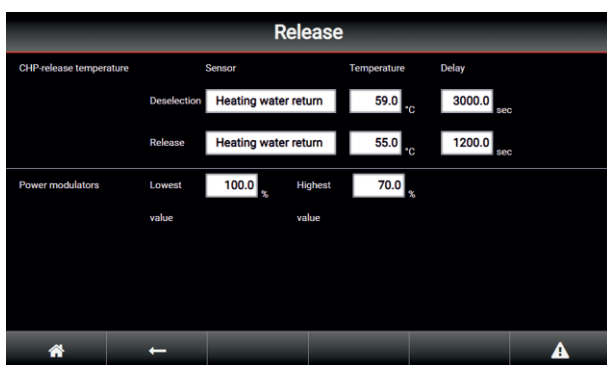 Release
CHP-release temperature Sensor Temperature Delay
Deselection Heating water return 59.0 °C 3000.0 sec
Release Heating water return 55.0 °C 1200.0 sec
Power modulators Lowest 100.0 % Highest 70.0 %
value value